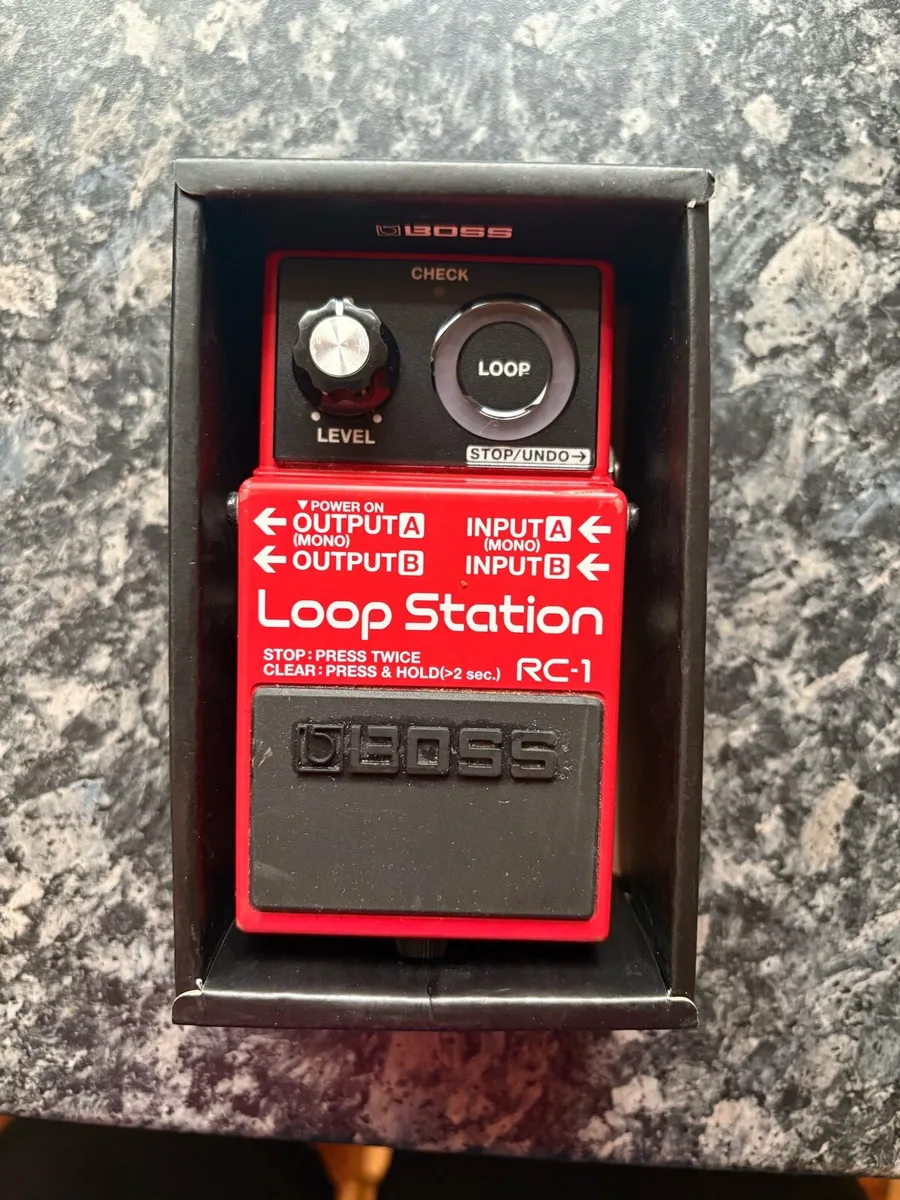 BOSS
CHECK
LOOP
LEVEL
STOP/UNDO→
▼POWER ON
←OUTPUT A INPUT A←
(MONO) (MONO)
←OUTPUT B INPUT B←
Loop Station
STOP : PRESS TWICE
CLEAR : PRESS & HOLD(>2 sec.) RC-1
BOSS